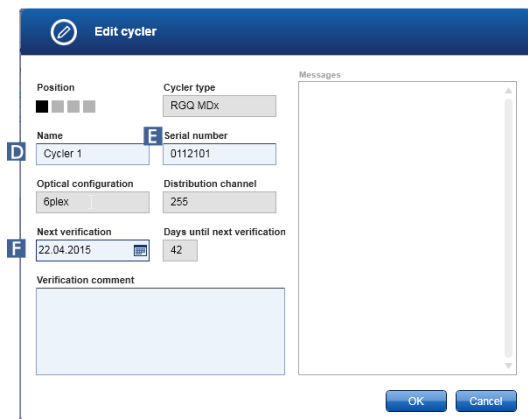 Edit cycler
Position
Cycler type
RGQ MDx
D
Name
Cycler 1
E
Serial number
0112101
Optical configuration
6plex
Distribution channel
255
F
Next verification
22.04.2015
Days until next verification
42
Verification comment
Messages
OK
Cancel